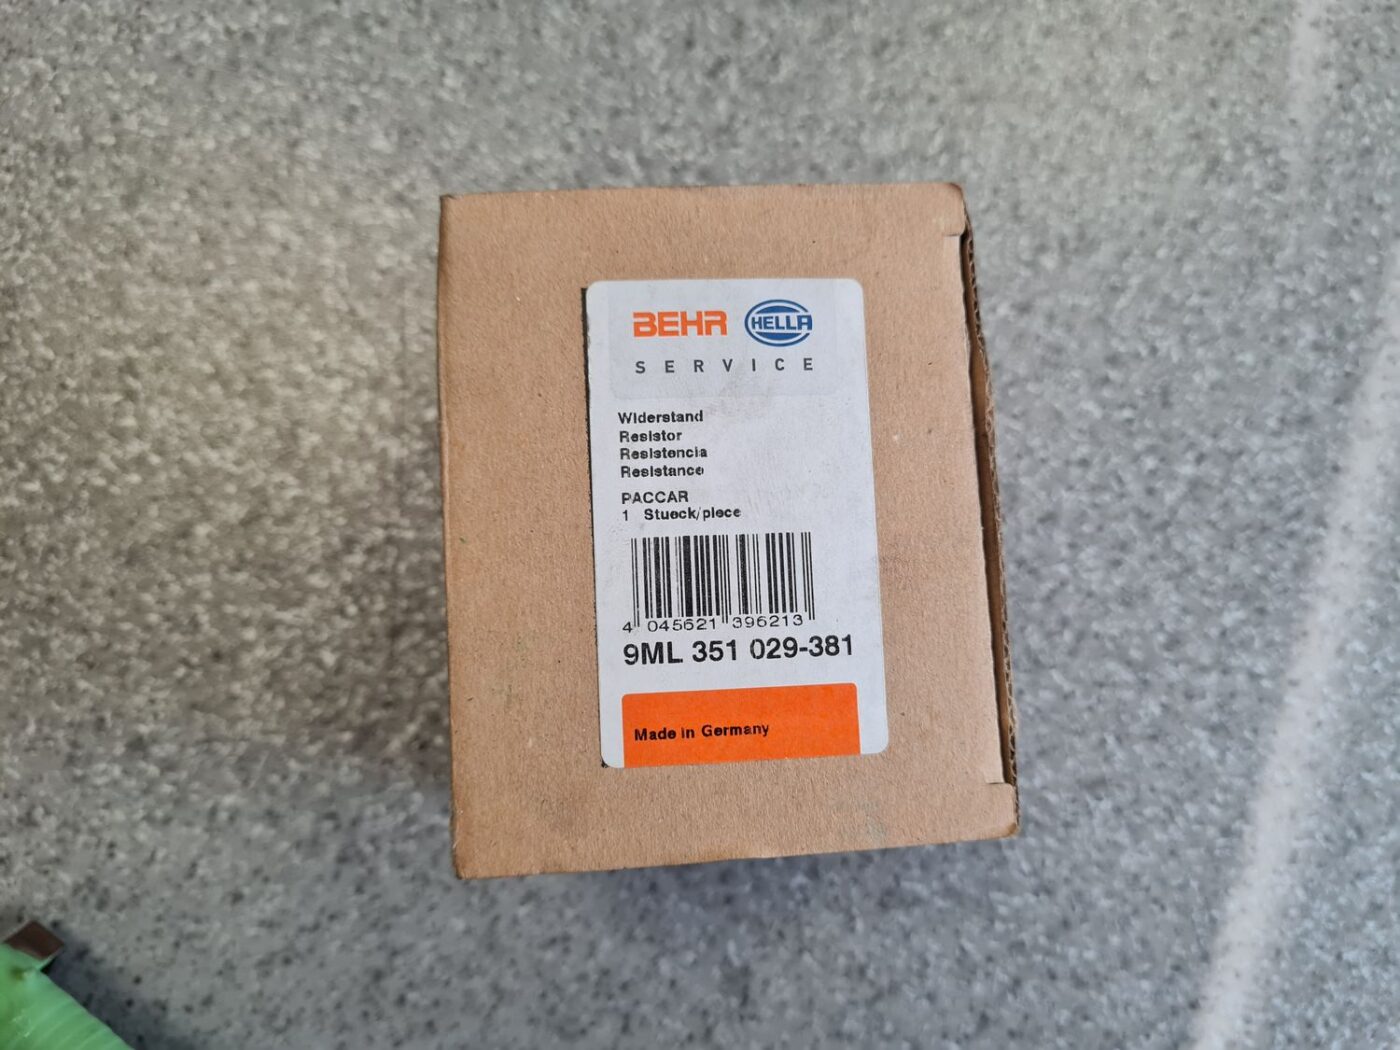 BEHR HELLA
SERVICE
Widerstand
Resistor
Resistencia
Resistance
PACCAR
1 Stueck/piece
4 045621 396213
9ML 351 029-381
Made in Germany